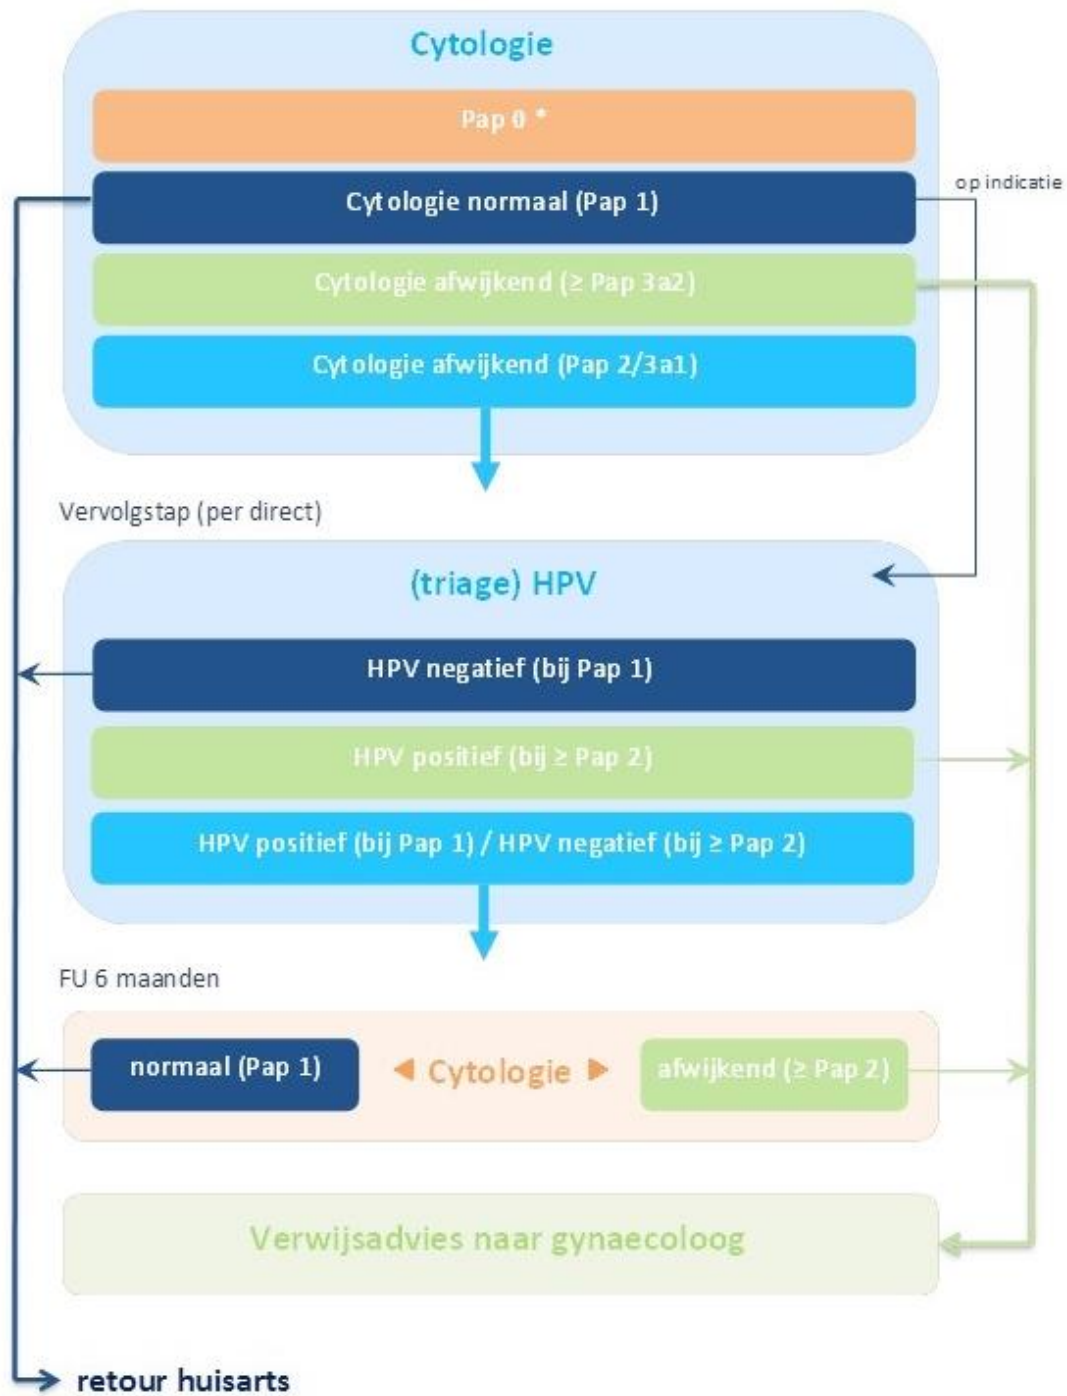 Cytologie
Pap 0 *
Cytologie normaal (Pap 1)
op indicatie
Cytologie afwijkend (≥ Pap 3a2)
Cytologie afwijkend (Pap 2/3a1)
Vervolgstap (per direct)
(triage) HPV
HPV negatief (bij Pap 1)
HPV positief (bij ≥ Pap 2)
HPV positief (bij Pap 1) / HPV negatief (bij ≥ Pap 2)
FU 6 maanden
normaal (Pap 1)
Cytologie
afwijkend (≥ Pap 2)
Verwijsadvies naar gynaecoloog
retour huisarts